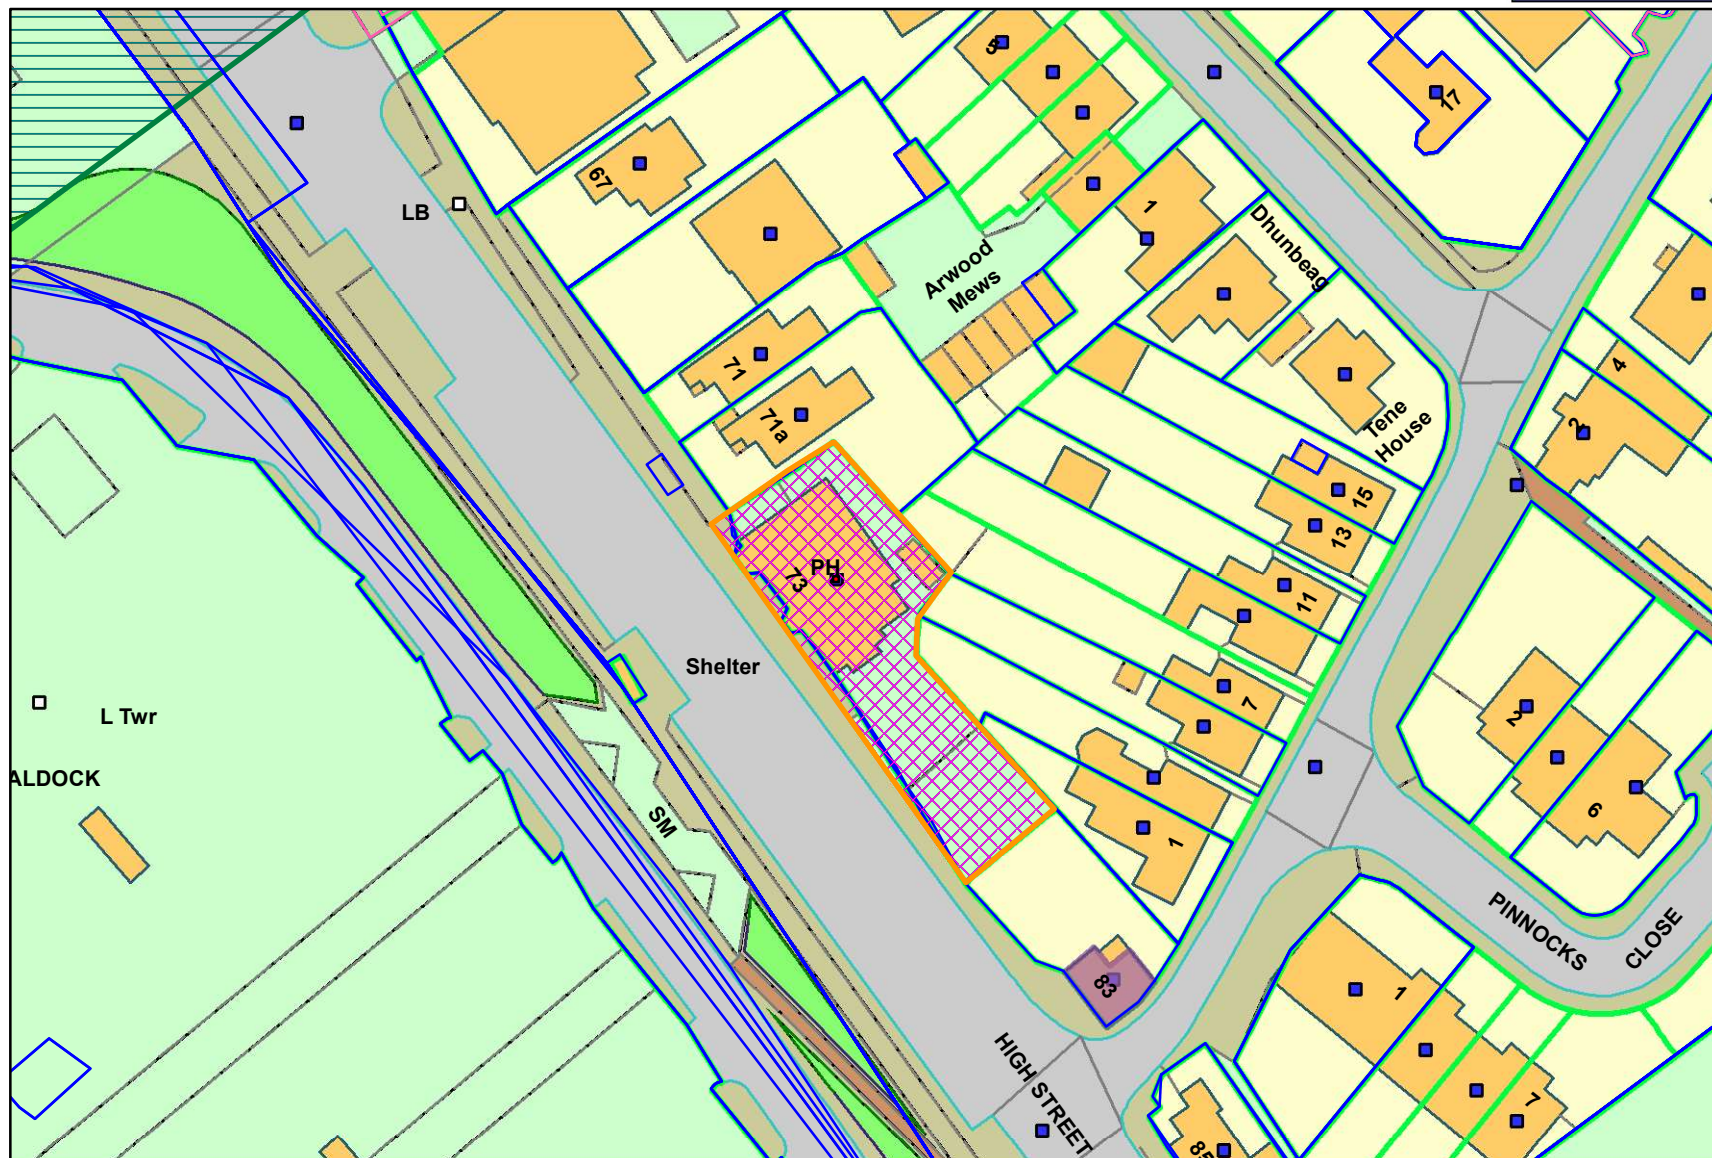 5
17
67
LB
1
Dhunbeag
Arwood
Mews
71
71a
Tene
House
4
2
15
13
PH
73
11
Shelter
7
L Twr
ALDOCK
SM
2
6
1
83
PINNOCKS
CLOSE
1
HIGH STREET
7
85